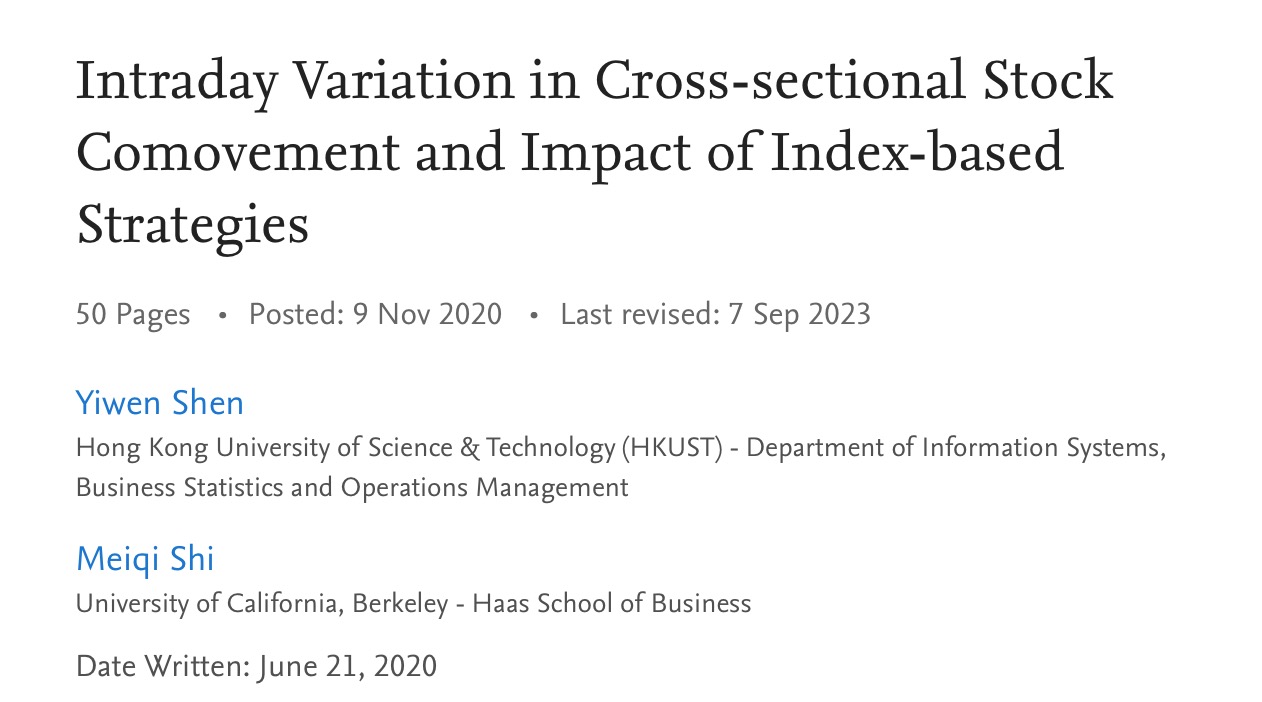 Intraday Variation in Cross-sectional Stock
Comovement and Impact of Index-based
Strategies
50 Pages • Posted: 9 Nov 2020 • Last revised: 7 Sep 2023
Yiwen Shen
Hong Kong University of Science & Technology (HKUST) - Department of Information Systems,
Business Statistics and Operations Management
Meiqi Shi
University of California, Berkeley - Haas School of Business
Date Written: June 21, 2020